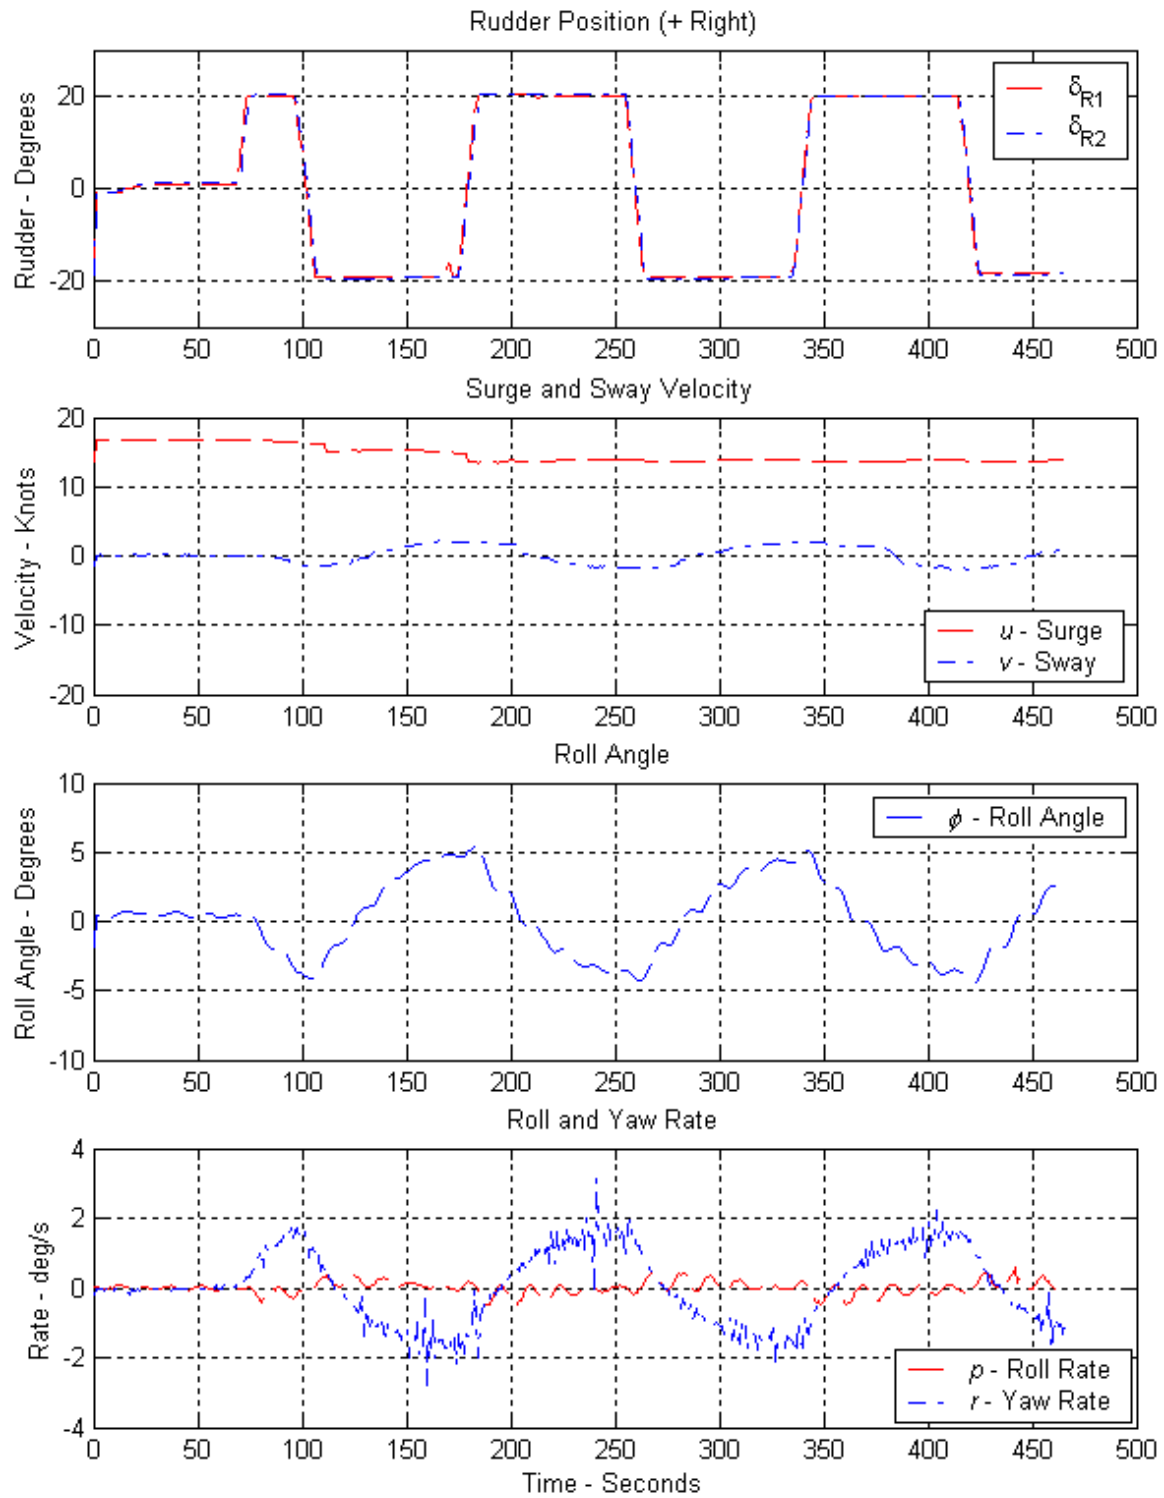 Rudder Position (+ Right)
Rudder - Degrees
20
0
-20
δR1
δR2
0 50 100 150 200 250 300 350 400 450 500
Surge and Sway Velocity
Velocity - Knots
20
10
0
-10
-20
u - Surge
v - Sway
0 50 100 150 200 250 300 350 400 450 500
Roll Angle
Roll Angle - Degrees
10
5
0
-5
-10
ϕ - Roll Angle
0 50 100 150 200 250 300 350 400 450 500
Roll and Yaw Rate
Rate - deg/s
4
2
0
-2
-4
p - Roll Rate
r - Yaw Rate
0 50 100 150 200 250 300 350 400 450 500
Time - Seconds